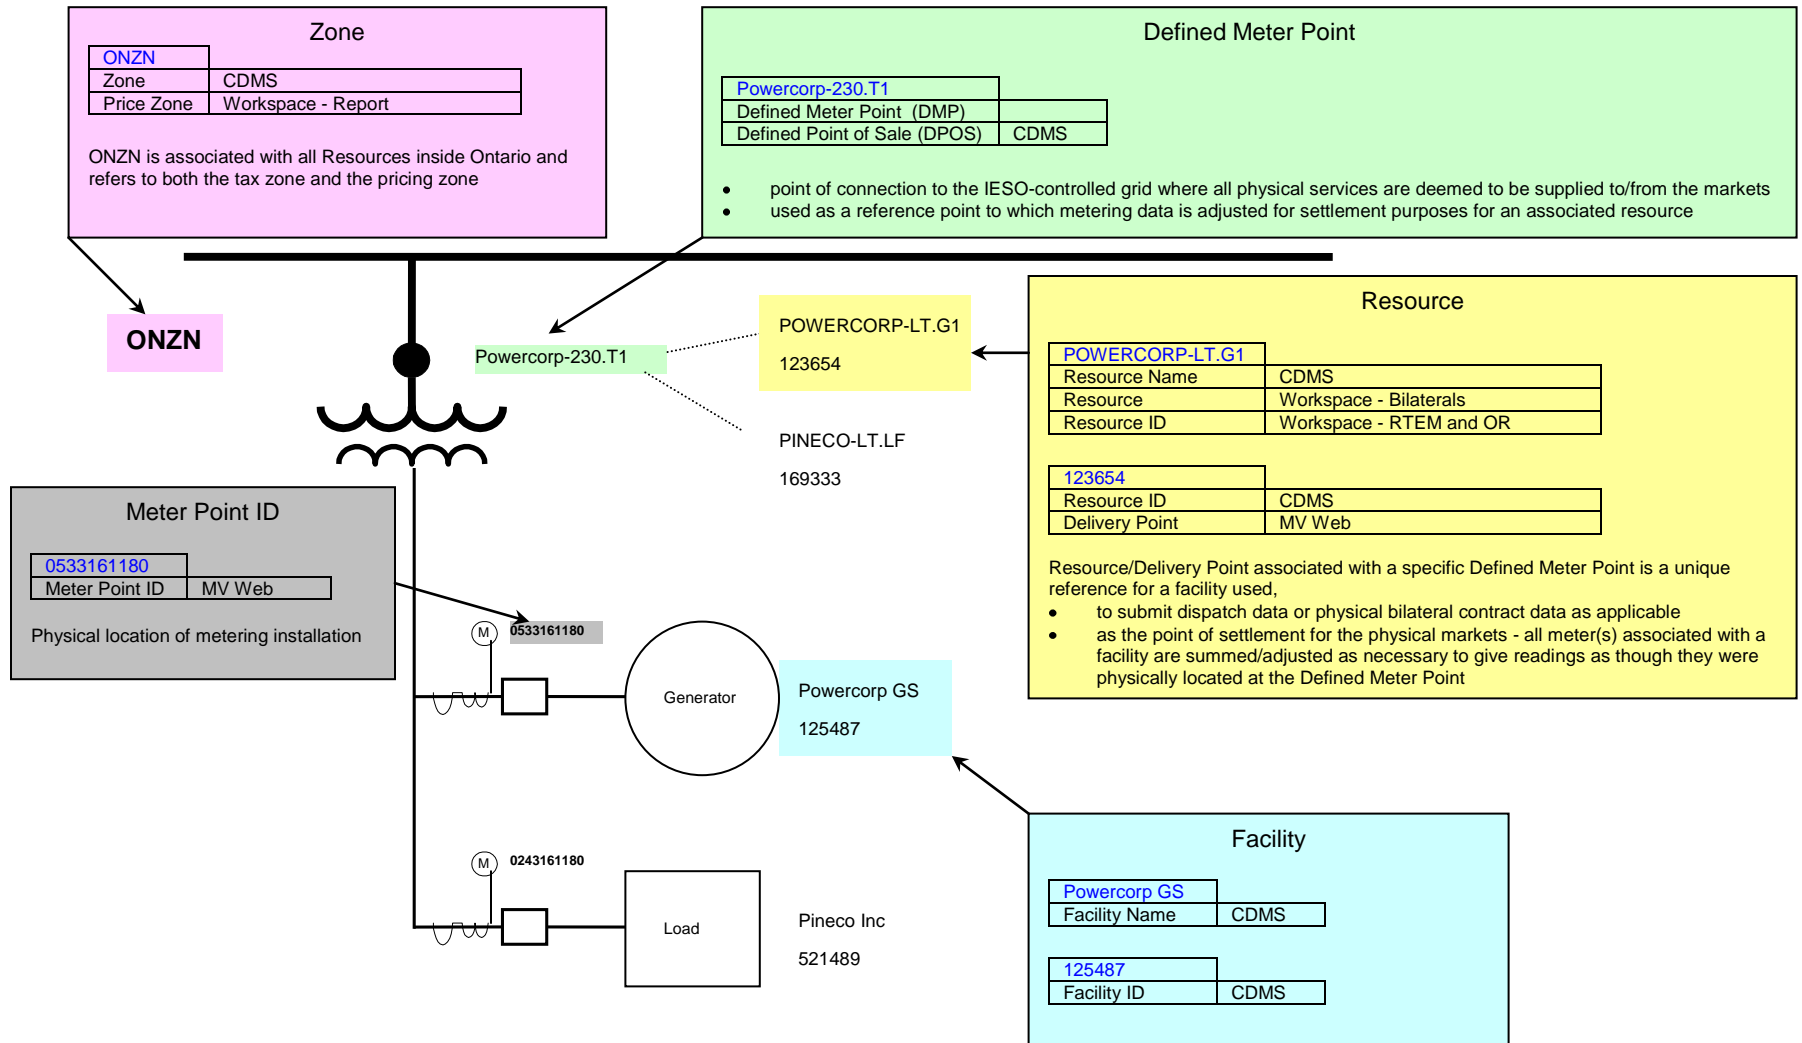 Zone
ONZN
Zone CDMS
Price Zone Workspace - Report
ONZN is associated with all Resources inside Ontario and
refers to both the tax zone and the pricing zone
Defined Meter Point
Powercorp-230.T1
Defined Meter Point (DMP)
Defined Point of Sale (DPOS) CDMS
• point of connection to the IESO-controlled grid where all physical services are deemed to be supplied to/from the markets
• used as a reference point to which metering data is adjusted for settlement purposes for an associated resource
ONZN
Powercorp-230.T1
POWERCORP-LT.G1
123654
PINECO-LT.LF
169333
Resource
POWERCORP-LT.G1
Resource Name CDMS
Resource Workspace - Bilaterals
Resource ID Workspace - RTEM and OR
123654
Resource ID CDMS
Delivery Point MV Web
Resource/Delivery Point associated with a specific Defined Meter Point is a unique
reference for a facility used,
• to submit dispatch data or physical bilateral contract data as applicable
• as the point of settlement for the physical markets - all meter(s) associated with a
facility are summed/adjusted as necessary to give readings as though they were
physically located at the Defined Meter Point
Meter Point ID
0533161180
Meter Point ID MV Web
Physical location of metering installation
M 0533161180
Generator
Powercorp GS
125487
M 0243161180
Load
Pineco Inc
521489
Facility
Powercorp GS
Facility Name CDMS
125487
Facility ID CDMS